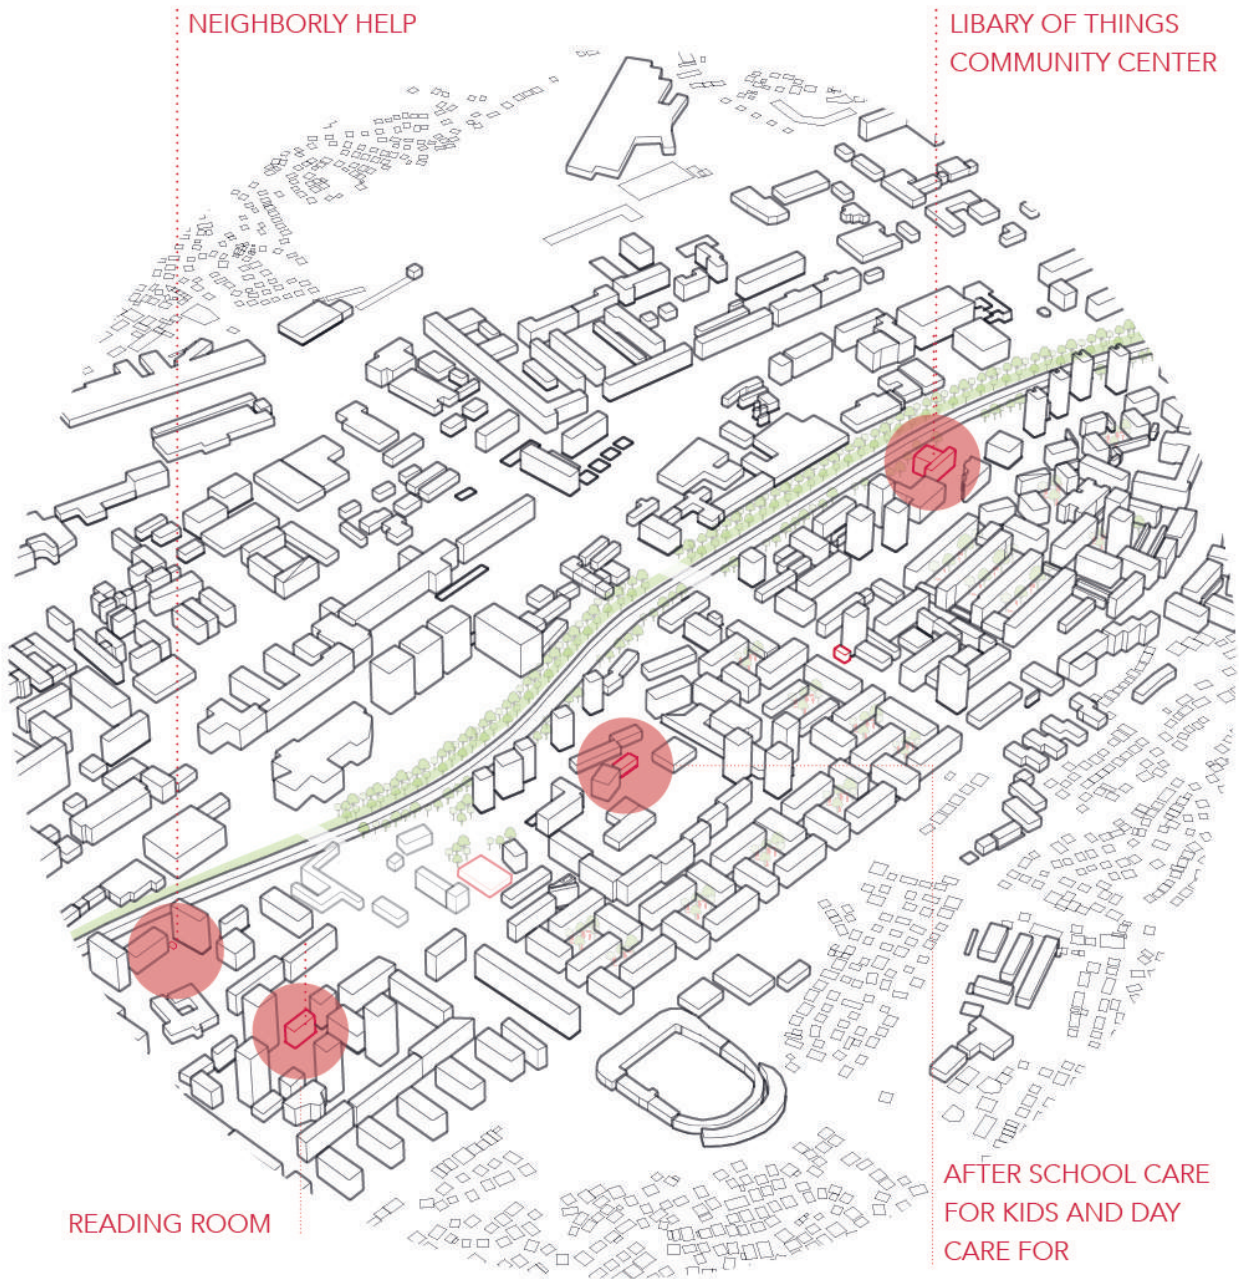 NEIGHBORLY HELP
LIBARY OF THINGS
COMMUNITY CENTER
READING ROOM
AFTER SCHOOL CARE
FOR KIDS AND DAY
CARE FOR